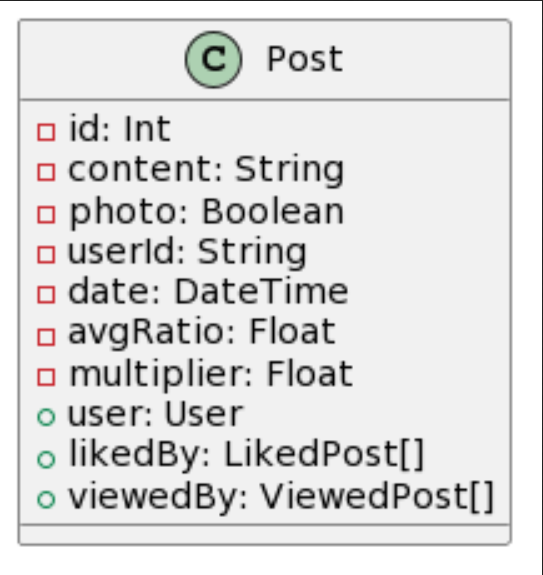 C Post
id: Int
content: String
photo: Boolean
userId: String
date: DateTime
avgRatio: Float
multiplier: Float
user: User
likedBy: LikedPost[]
viewedBy: ViewedPost[]